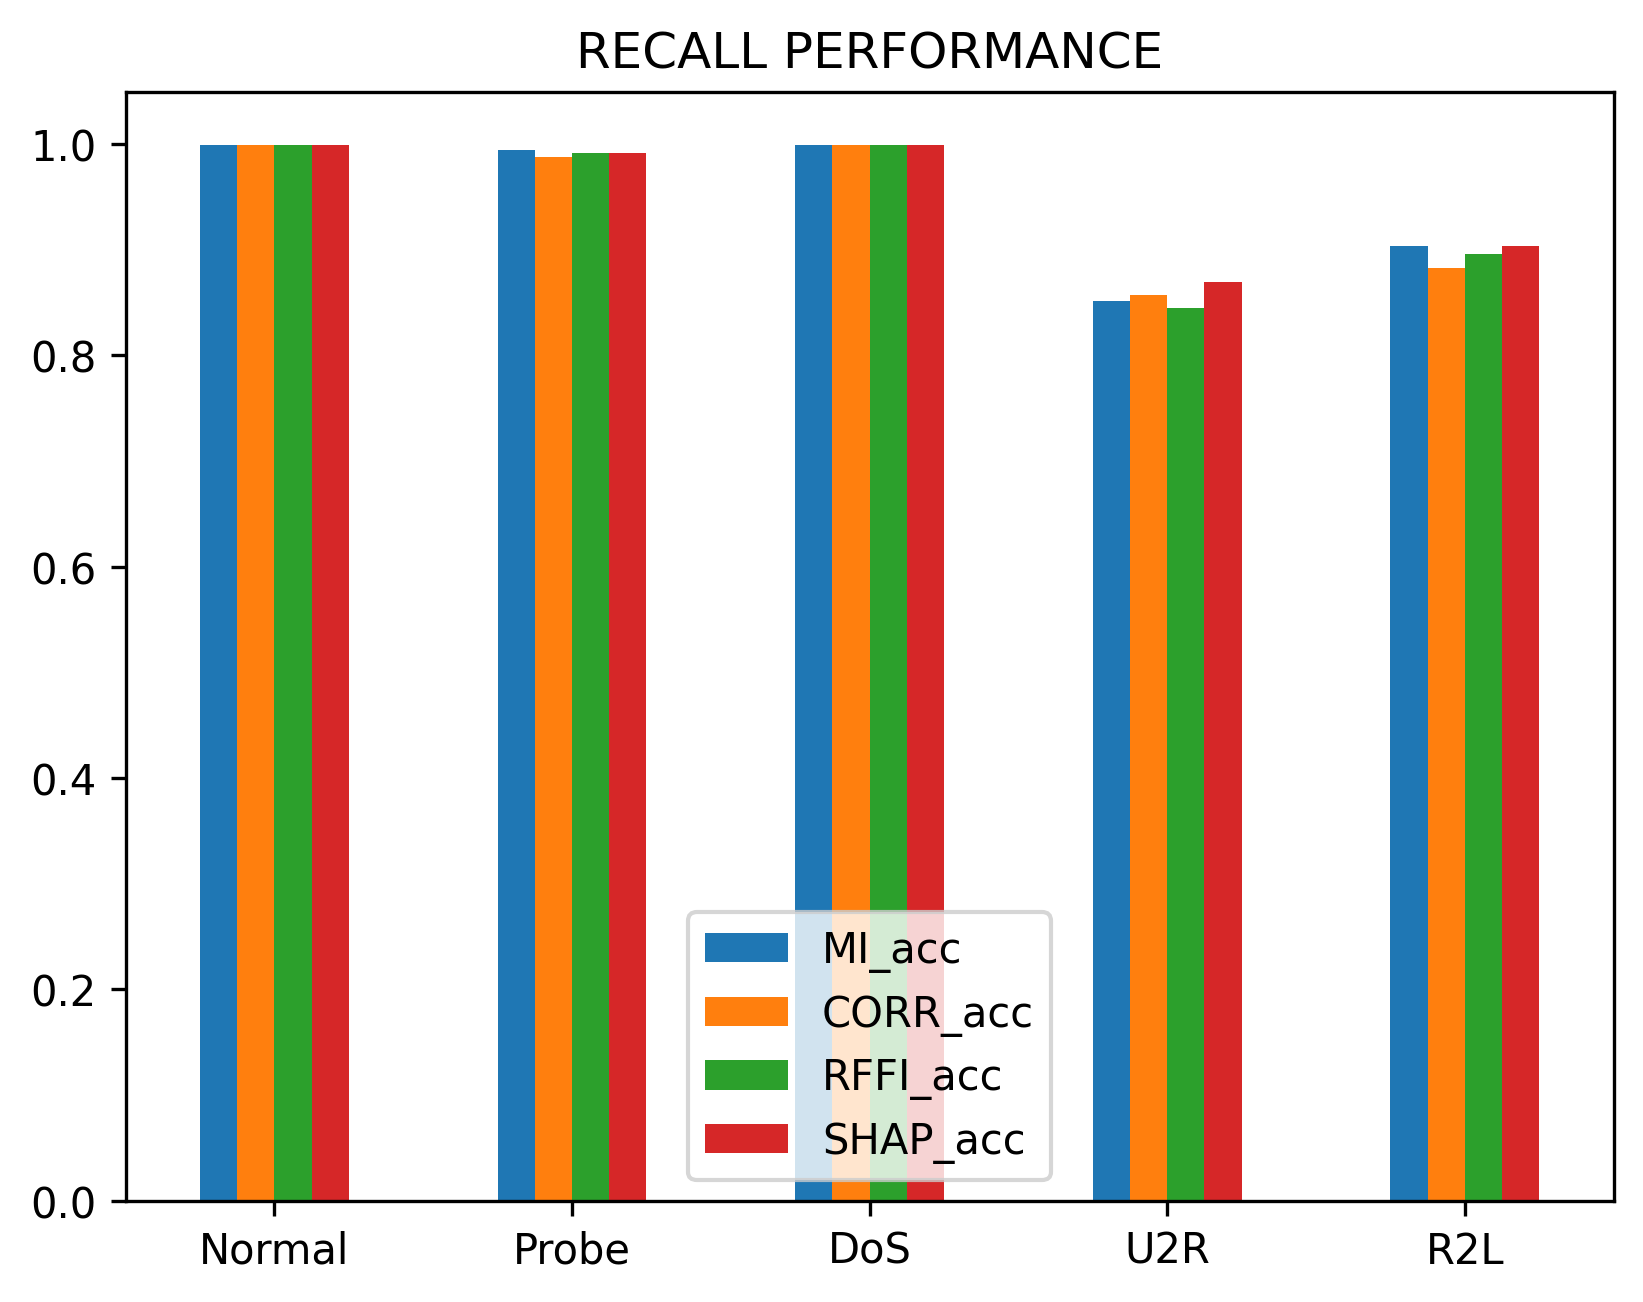 RECALL PERFORMANCE
1.0
0.8
0.6
0.4
0.2
0.0
MI_acc
CORR_acc
RFFI_acc
SHAP_acc
Normal Probe DoS U2R R2L